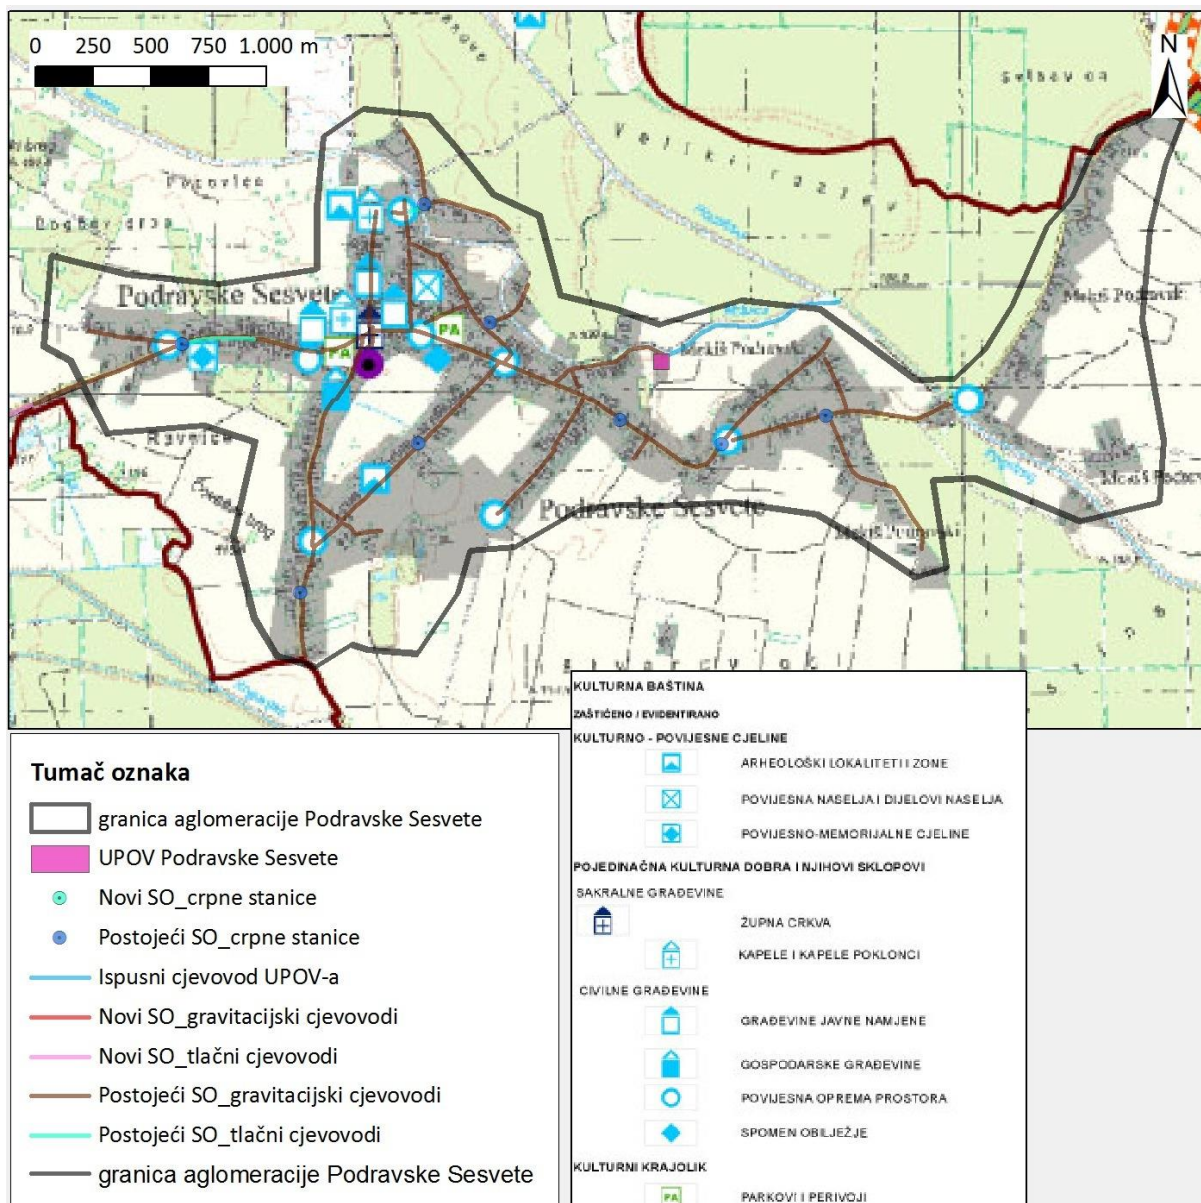 0 250 500 750 1.000 m
N
Podravske Sesvete
PA
PA
Ravnice
Podravske Sesvete
Tumač oznaka
granica aglomeracije Podravske Sesvete
UPOV Podravske Sesvete
Novi SO_crpne stanice
Postojeći SO_crpne stanice
Ispusni cjevovod UPOV-a
Novi SO_gravitacijski cjevovodi
Novi SO_tlačni cjevovodi
Postojeći SO_gravitacijski cjevovodi
Postojeći SO_tlačni cjevovodi
granica aglomeracije Podravske Sesvete
KULTURNA BAŠTINA
ZAŠTIĆENO / EVIDENTIRANO
KULTURNO - POVIJESNE CJELINE
ARHEOLOŠKI LOKALITETI I ZONE
POVIJESNA NASELJA I DIJELOVI NASELJA
POVIJESNO-MEMORIJALNE CJELINE
POJEDINAČNA KULTURNA DOBRA I NJIHOVI SKLOPOVI
SAKRALNE GRAĐEVINE
ŽUPNA CRKVA
KAPELE I KAPELE POKLONCI
CIVILNE GRAĐEVINE
GRAĐEVINE JAVNE NAMJENE
GOSPODARSKE GRAĐEVINE
POVIJESNA OPREMA PROSTORA
SPOMEN OBILJEŽJE
KULTURNI KRAJOLIK
PA PARKOVI I PERIVOJI